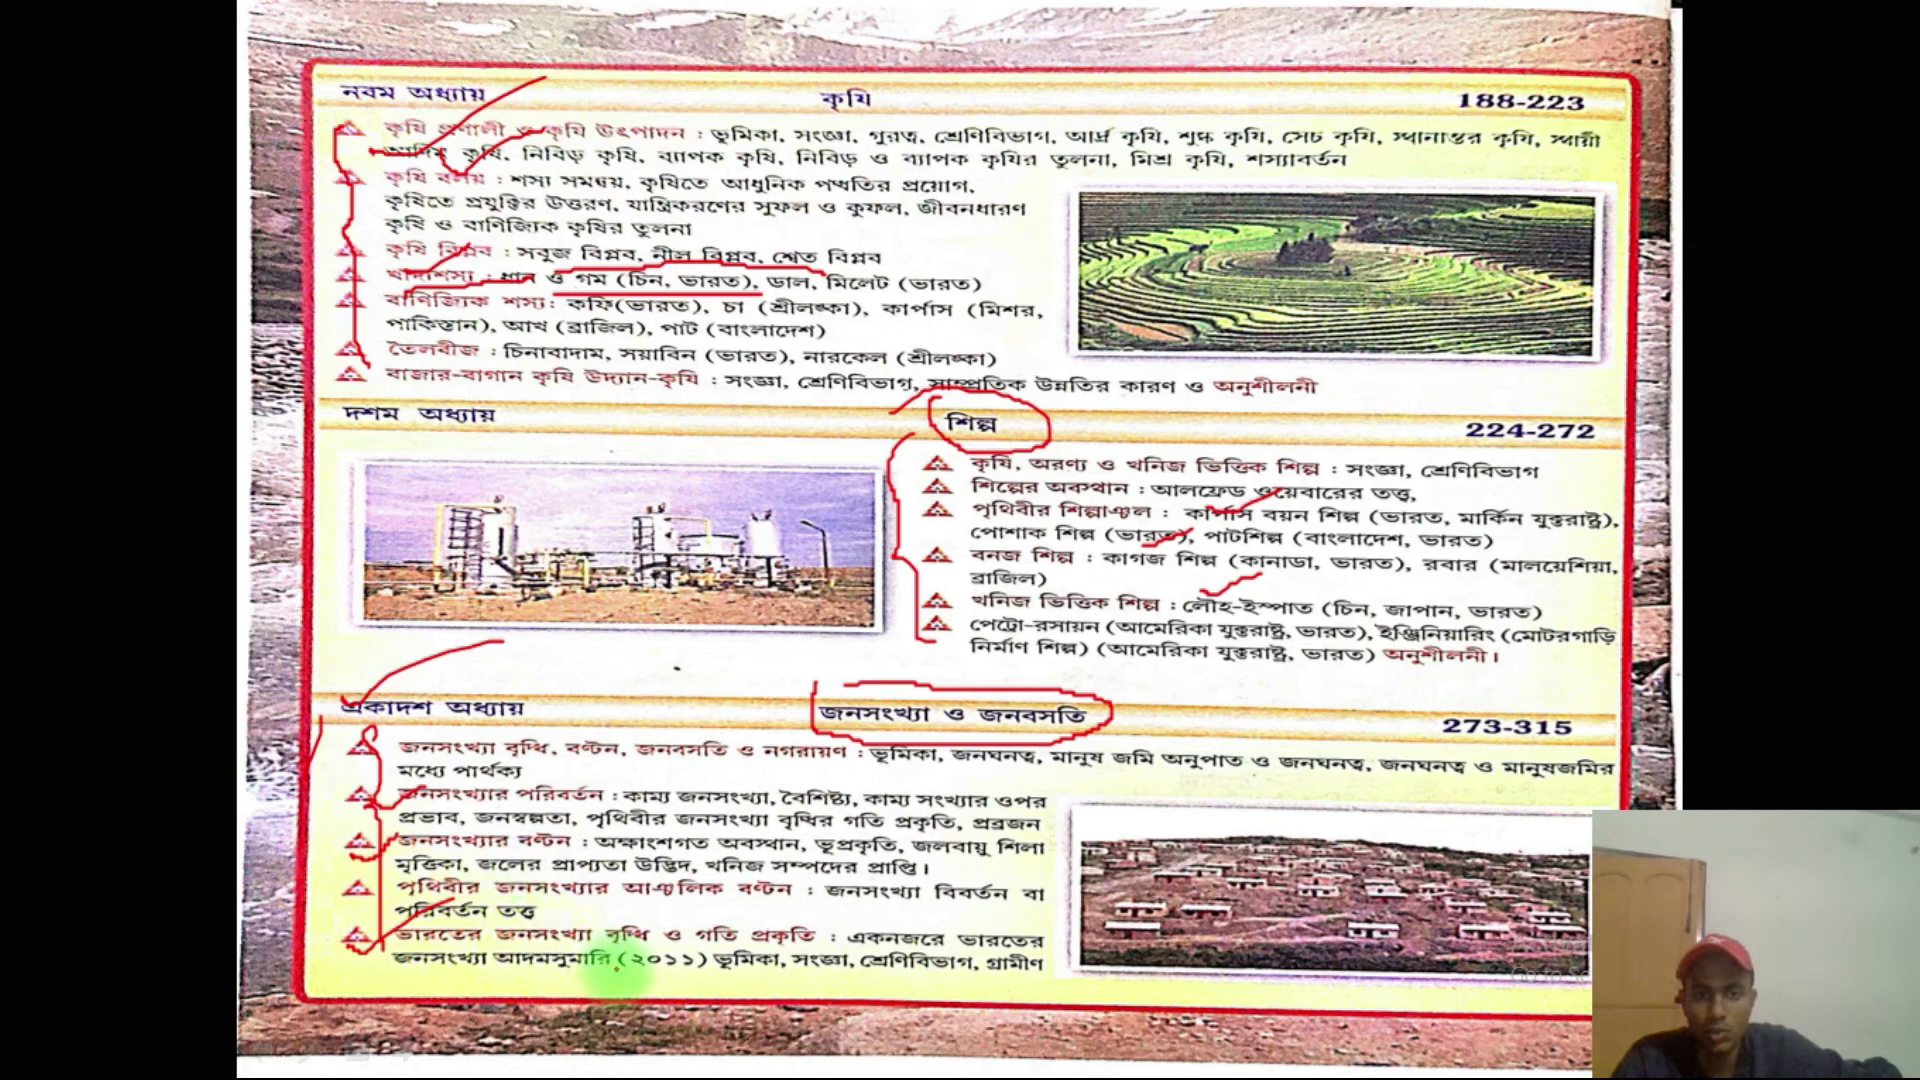 নবম অধ্যায় কৃষি 188-223
কৃষি প্রণালী ও কৃষি উৎপাদন : ভূমিকা, সংজ্ঞা, গুরত্ব, শ্রেণিবিভাগ, আর্দ্র কৃষি, শুষ্ক কৃষি, সেচ কৃষি, স্থানান্তর কৃষি, স্থায়ী
আদিম কৃষি, নিবিড় কৃষি, ব্যাপক কৃষি, নিবিড় ও ব্যাপক কৃষির তুলনা, মিশ্র কৃষি, শস্যাবর্তন
কৃষি বলয় : শস্য সমন্বয়, কৃষিতে আধুনিক পদ্ধতির প্রয়োগ,
কৃষিতে প্রযুক্তির উত্তরণ, যান্ত্রিকরণের সুফল ও কুফল, জীবনধারণ
কৃষি ও বাণিজ্যিক কৃষির তুলনা
কৃষি বিপ্লব : সবুজ বিপ্লব, নীল বিপ্লব, শ্বেত বিপ্লব
খাদ্যশস্য : ধান ও গম (চিন, ভারত), ডাল, মিলেট (ভারত)
বাণিজ্যিক শস্য: কফি(ভারত), চা (শ্রীলঙ্কা), কার্পাস (মিশর,
পাকিস্তান), আখ (ব্রাজিল), পাট (বাংলাদেশ)
তৈলবীজ : চিনাবাদাম, সয়াবিন (ভারত), নারকেল (শ্রীলঙ্কা)
বাজার-বাগান কৃষি উদ্যান-কৃষি : সংজ্ঞা, শ্রেণিবিভাগ, সাম্প্রতিক উন্নতির কারণ ও অনুশীলনী
দশম অধ্যায় শিল্প 224-272
কৃষি, অরণ্য ও খনিজ ভিত্তিক শিল্প : সংজ্ঞা, শ্রেণিবিভাগ
শিল্পের অবস্থান : আলফ্রেড ওয়েবারের তত্ত্ব,
পৃথিবীর শিল্পাঞ্চল : কার্পাস বয়ন শিল্প (ভারত, মার্কিন যুক্তরাষ্ট্র),
পোশাক শিল্প (ভারত), পাটশিল্প (বাংলাদেশ, ভারত)
বনজ শিল্প : কাগজ শিল্প (কানাডা, ভারত), রবার (মালয়েশিয়া,
ব্রাজিল)
খনিজ ভিত্তিক শিল্প : লৌহ-ইস্পাত (চিন, জাপান, ভারত)
পেট্রো-রসায়ন (আমেরিকা যুক্তরাষ্ট্র, ভারত), ইঞ্জিনিয়ারিং (মোটরগাড়ি
নির্মাণ শিল্প) (আমেরিকা যুক্তরাষ্ট্র, ভারত) অনুশীলনী।
একাদশ অধ্যায় জনসংখ্যা ও জনবসতি 273-315
জনসংখ্যা বৃদ্ধি, বণ্টন, জনবসতি ও নগরায়ণ : ভূমিকা, জনঘনত্ব, মানুষ জমি অনুপাত ও জনঘনত্ব, জনঘনত্ব ও মানুষজমির
মধ্যে পার্থক্য
জনসংখ্যার পরিবর্তন : কাম্য জনসংখ্যা, বৈশিষ্ট্য, কাম্য সংখ্যার ওপর
প্রভাব, জনস্বল্পতা, পৃথিবীর জনসংখ্যা বৃদ্ধির গতি প্রকৃতি, প্রব্রজন
জনসংখ্যার বণ্টন : অক্ষাংশগত অবস্থান, ভূপ্রকৃতি, জলবায়ু শিলা
মৃত্তিকা, জলের প্রাপ্যতা উদ্ভিদ, খনিজ সম্পদের প্রাপ্তি।
পৃথিবীর জনসংখ্যার আঞ্চলিক বণ্টন : জনসংখ্যা বিবর্তন বা
পরিবর্তন তত্ত্ব
ভারতের জনসংখ্যা বৃদ্ধি ও গতি প্রকৃতি : একনজরে ভারতের
জনসংখ্যা আদমসুমারি (২০১১) ভূমিকা, সংজ্ঞা, শ্রেণিবিভাগ, গ্রামীণ